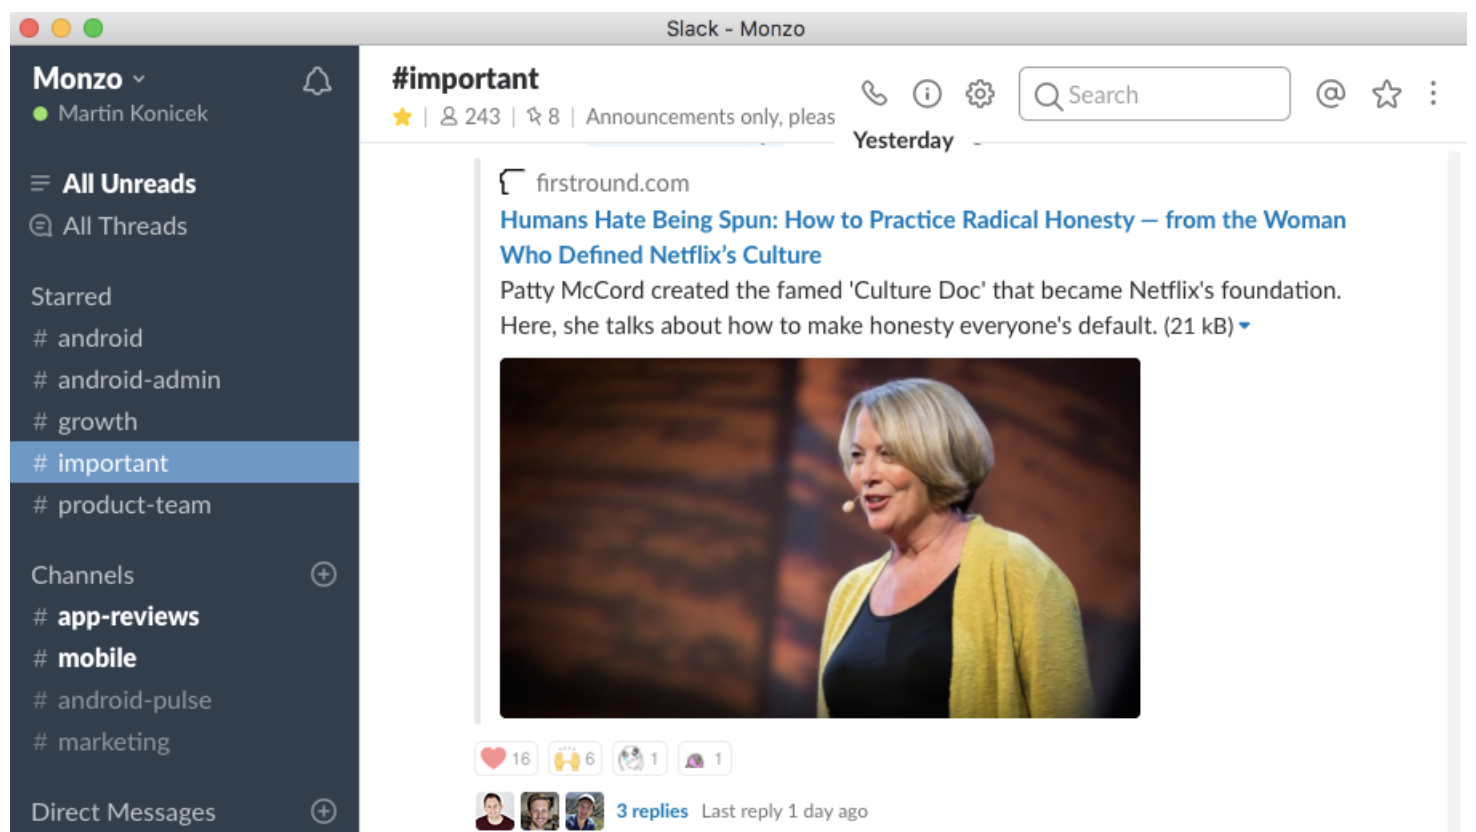 Slack - Monzo
Monzo
Martin Konicek
All Unreads
All Threads
Starred
# android
# android-admin
# growth
# important
# product-team
Channels
# app-reviews
# mobile
# android-pulse
# marketing
Direct Messages
#important
243 | 8 | Announcements only, pleas
Search
Yesterday
firstround.com
Humans Hate Being Spun: How to Practice Radical Honesty — from the Woman
Who Defined Netflix’s Culture
Patty McCord created the famed 'Culture Doc' that became Netflix's foundation.
Here, she talks about how to make honesty everyone's default. (21 kB)
16 6 1 1
3 replies Last reply 1 day ago